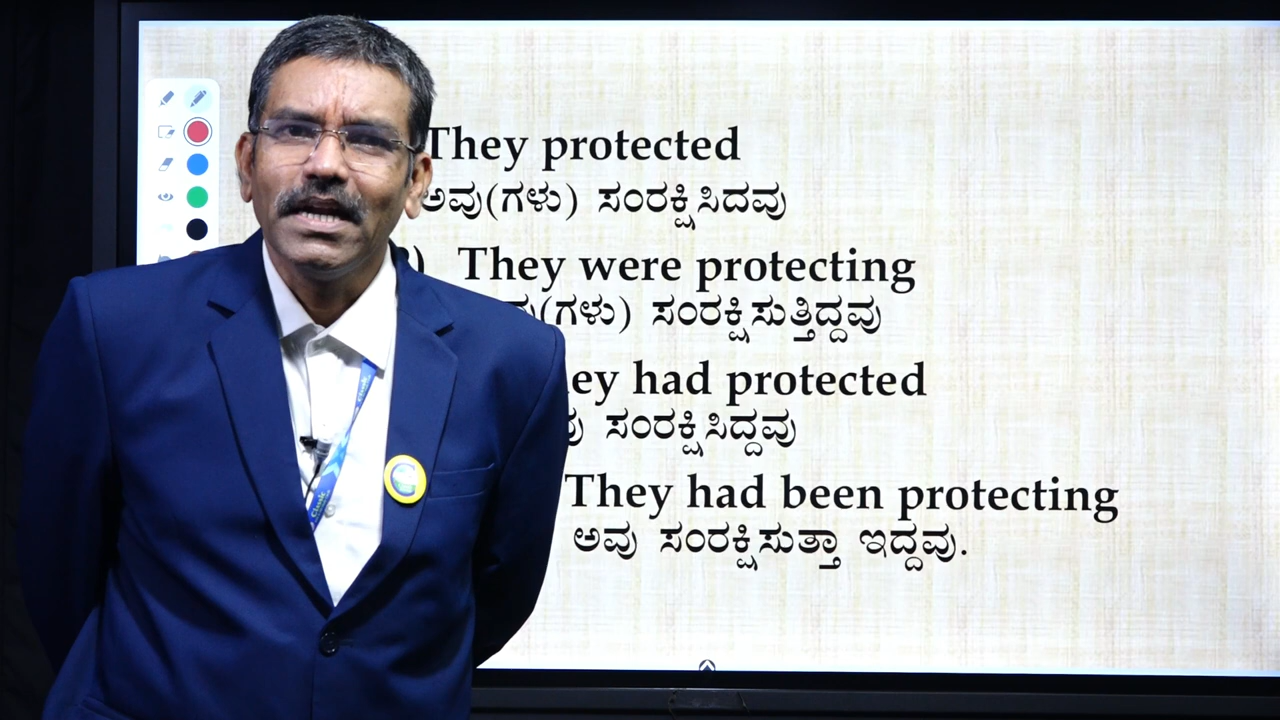 They protected
ಅವು(ಗಳು) ಸಂರಕ್ಷಿಸಿದವು
They were protecting
(ಗಳು) ಸಂರಕ್ಷಿಸುತ್ತಿದ್ದವು
had protected
ಸಂರಕ್ಷಿಸಿದ್ದವು
They had been protecting
ಅವು ಸಂರಕ್ಷಿಸುತ್ತಾ ಇದ್ದವು.
Classic